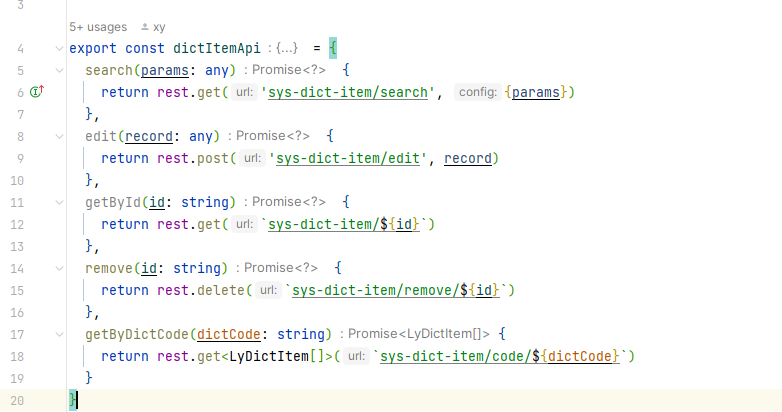 3
5+ usages xy
4 export const dictItemApi : {...} = {
5 search(params: any) : Promise<?> {
6 return rest.get( url: 'sys-dict-item/search', config: {params})
7 },
8 edit(record: any) : Promise<?> {
9 return rest.post( url: 'sys-dict-item/edit', record)
10 },
11 getById(id: string) : Promise<?> {
12 return rest.get( url: `sys-dict-item/${id}`)
13 },
14 remove(id: string) : Promise<?> {
15 return rest.delete( url: `sys-dict-item/remove/${id}`)
16 },
17 getByDictCode(dictCode: string) : Promise<LyDictItem[]> {
18 return rest.get<LyDictItem[]>( url: `sys-dict-item/code/${dictCode}`)
19 }
20 }